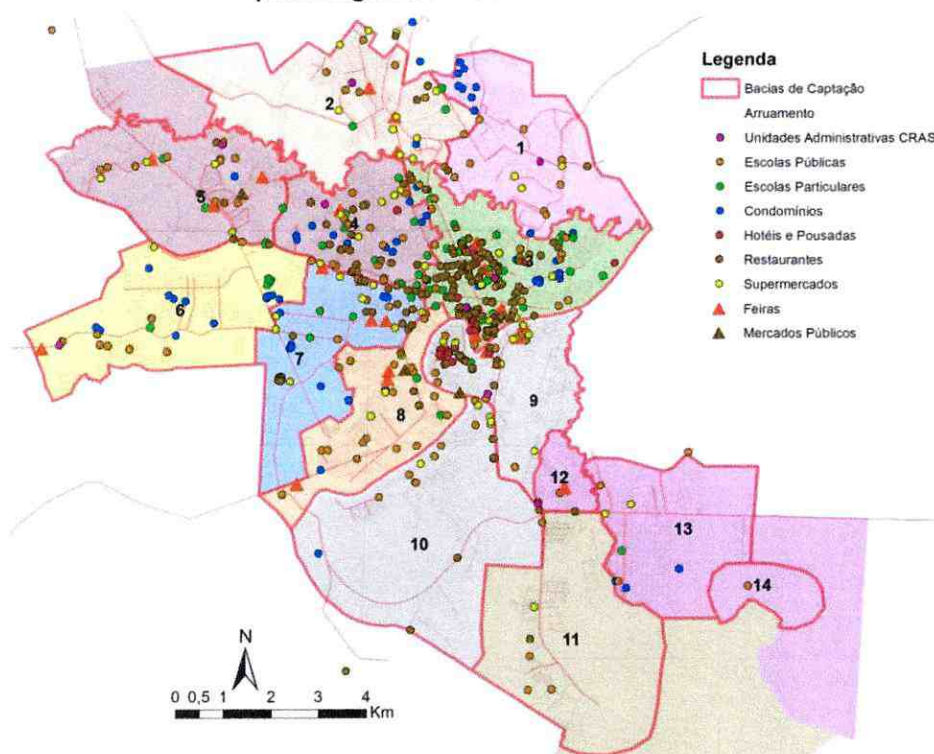 Legenda
Bacias de Captação
Arruamento
Unidades Administrativas CRAS
Escolas Públicas
Escolas Particulares
Condomínios
Hotéis e Pousadas
Restaurantes
Supermercados
Feiras
Mercados Públicos
2
1
5
4
6
7
8
9
12
13
10
14
11
N
0 0,5 1 2 3 4
Km